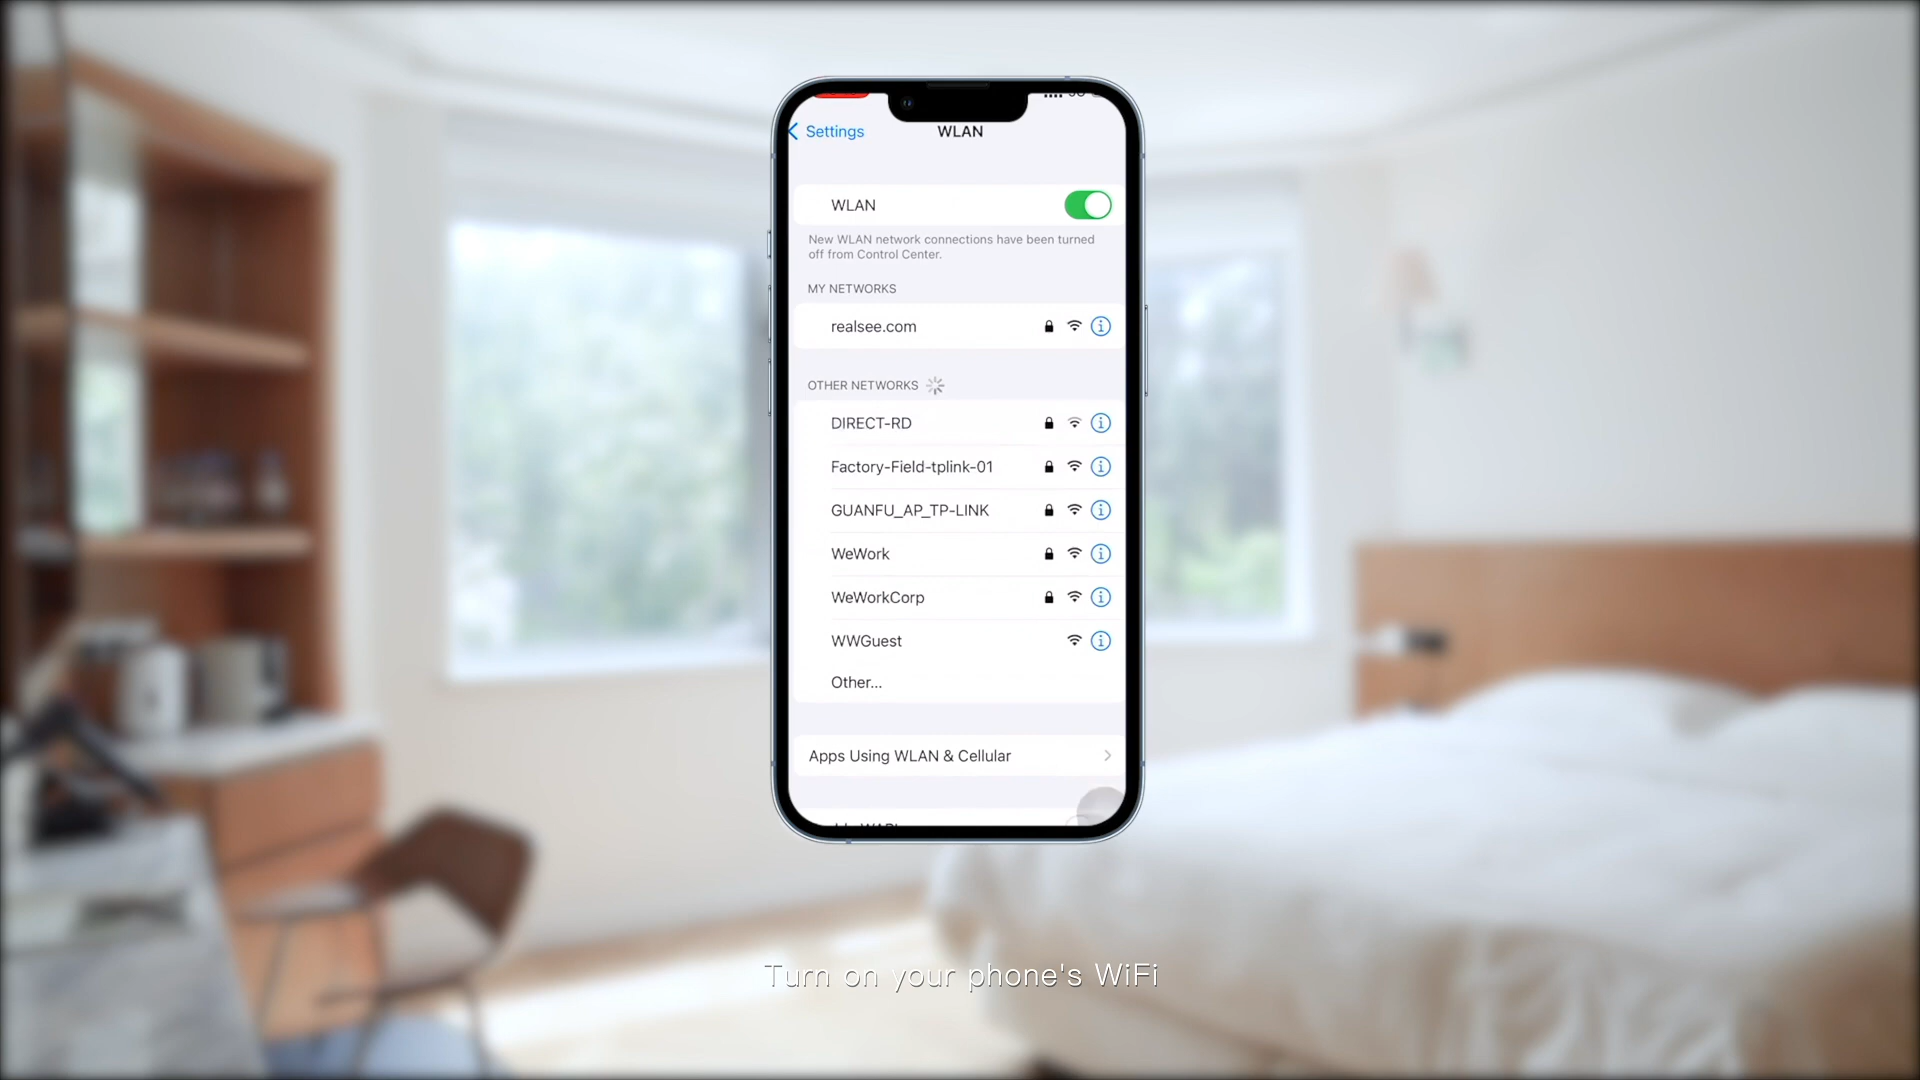 Settings
WLAN
WLAN
New WLAN network connections have been turned
off from Control Center.
MY NETWORKS
realsee.com
OTHER NETWORKS
DIRECT-RD
Factory-Field-tplink-01
GUANFU_AP_TP-LINK
WeWork
WeWorkCorp
WWGuest
Other...
Apps Using WLAN & Cellular
Turn on your phone's WiFi